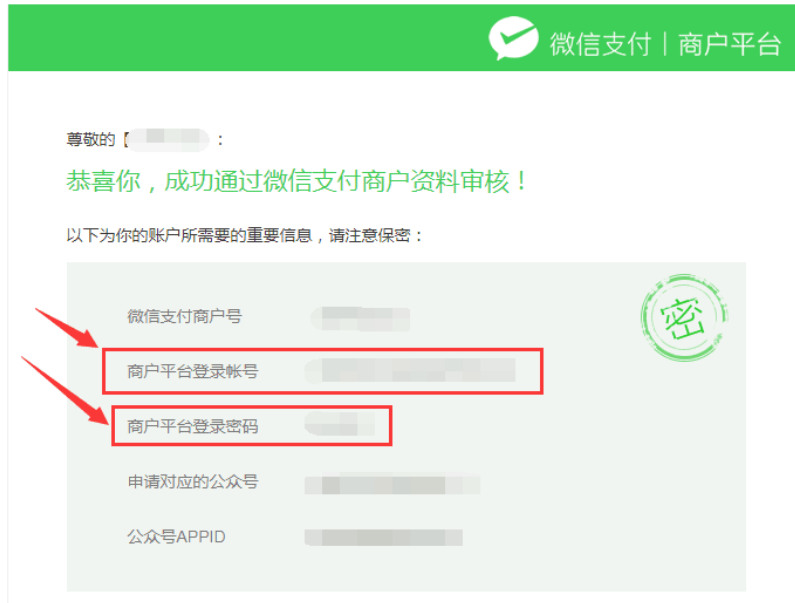 微信支付｜商户平台
尊敬的【 ：
恭喜你，成功通过微信支付商户资料审核！
以下为你的账户所需要的重要信息，请注意保密：
密
微信支付商户号
商户平台登录帐号
商户平台登录密码
申请对应的公众号
公众号APPID